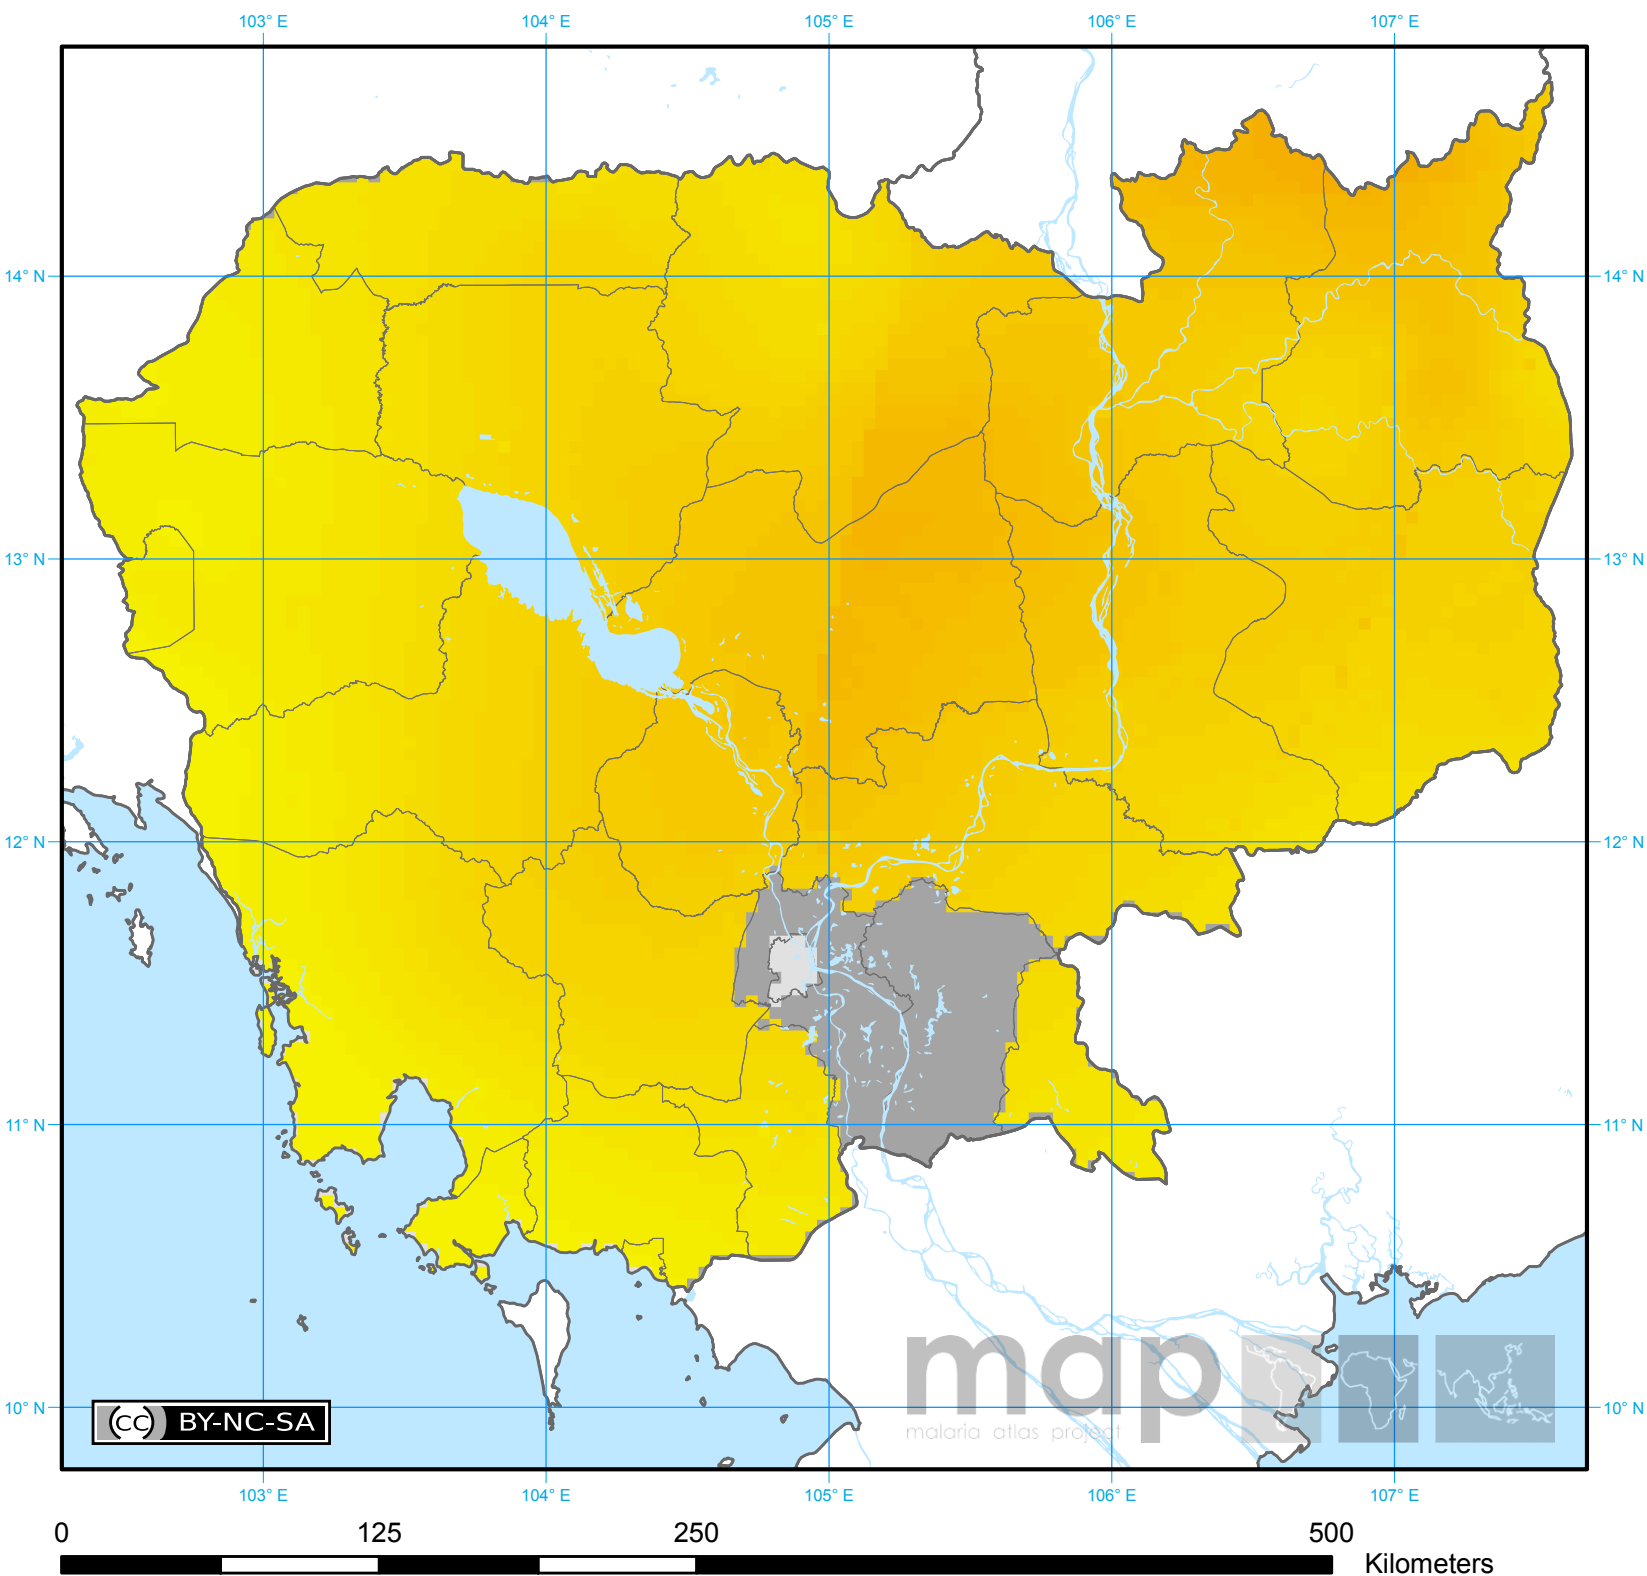 103° E 104° E 105° E 106° E 107° E
14° N 14° N
13° N 13° N
12° N 12° N
11° N 11° N
10° N 10° N
map
malaria atlas project
(cc) BY-NC-SA
103° E 104° E 105° E 106° E 107° E
0 125 250 500
Kilometers